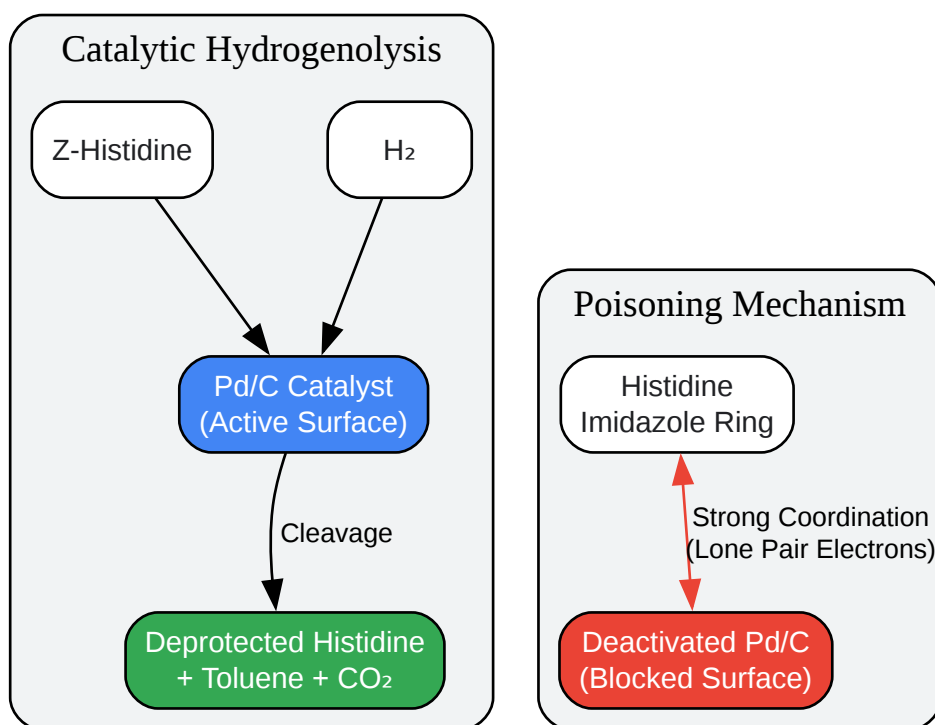 Catalytic Hydrogenolysis
Z-Histidine
H₂
Pd/C Catalyst
(Active Surface)
Cleavage
Deprotected Histidine
+ Toluene + CO₂
Poisoning Mechanism
Histidine
Imidazole Ring
Strong Coordination
(Lone Pair Electrons)
Deactivated Pd/C
(Blocked Surface)